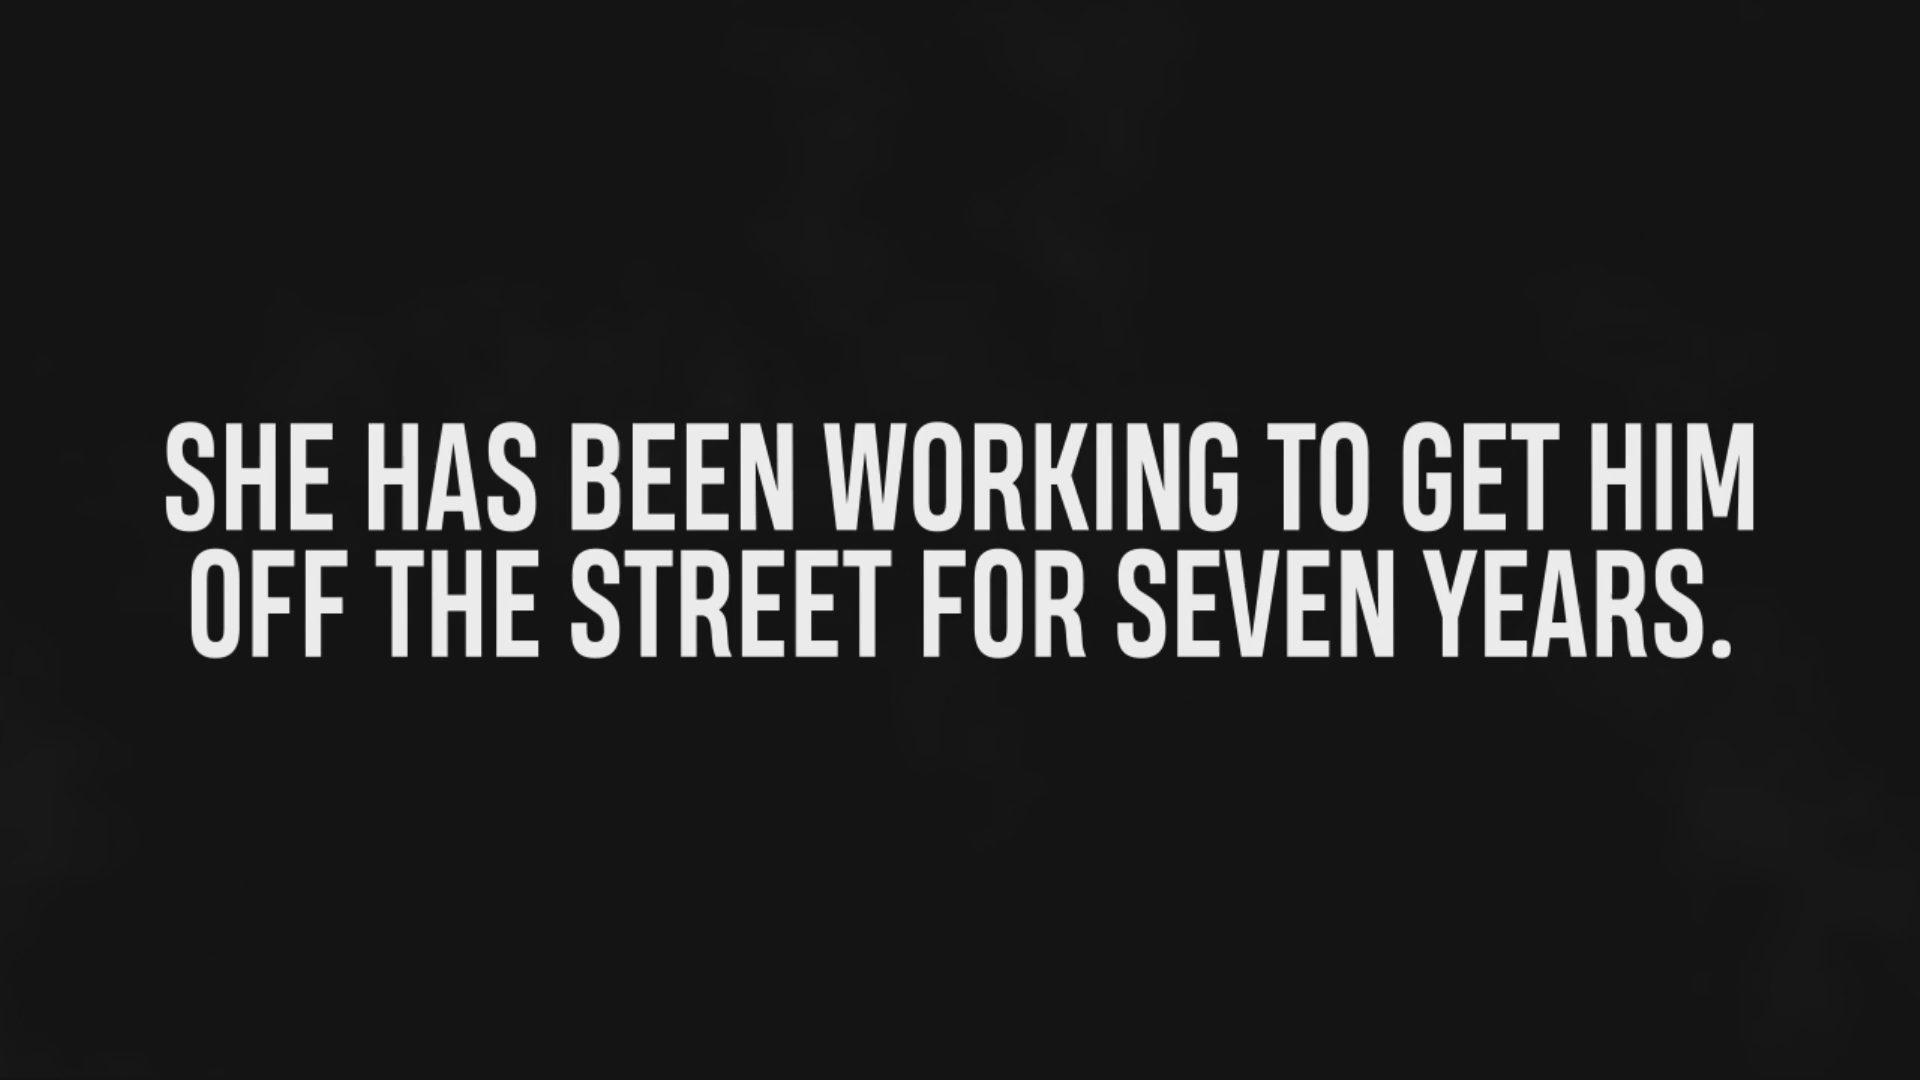 SHE HAS BEEN WORKING TO GET HIM
OFF THE STREET FOR SEVEN YEARS.